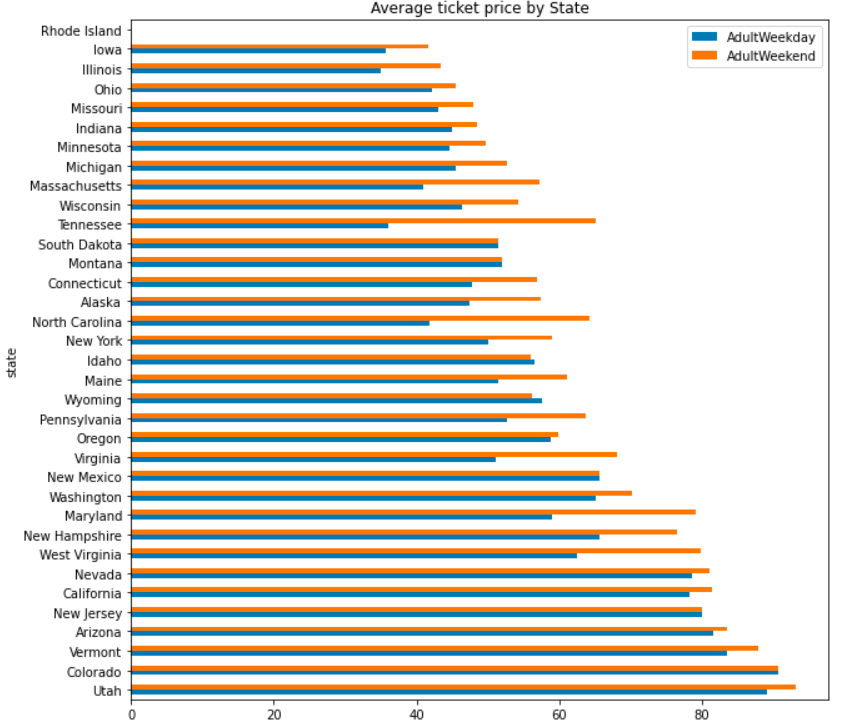 Average ticket price by State
AdultWeekday
AdultWeekend
Rhode Island
Iowa
Illinois
Ohio
Missouri
Indiana
Minnesota
Michigan
Massachusetts
Wisconsin
Tennessee
South Dakota
Montana
Connecticut
Alaska
North Carolina
New York
Idaho
Maine
Wyoming
Pennsylvania
Oregon
Virginia
New Mexico
Washington
Maryland
New Hampshire
West Virginia
Nevada
California
New Jersey
Arizona
Vermont
Colorado
Utah
state
0 20 40 60 80